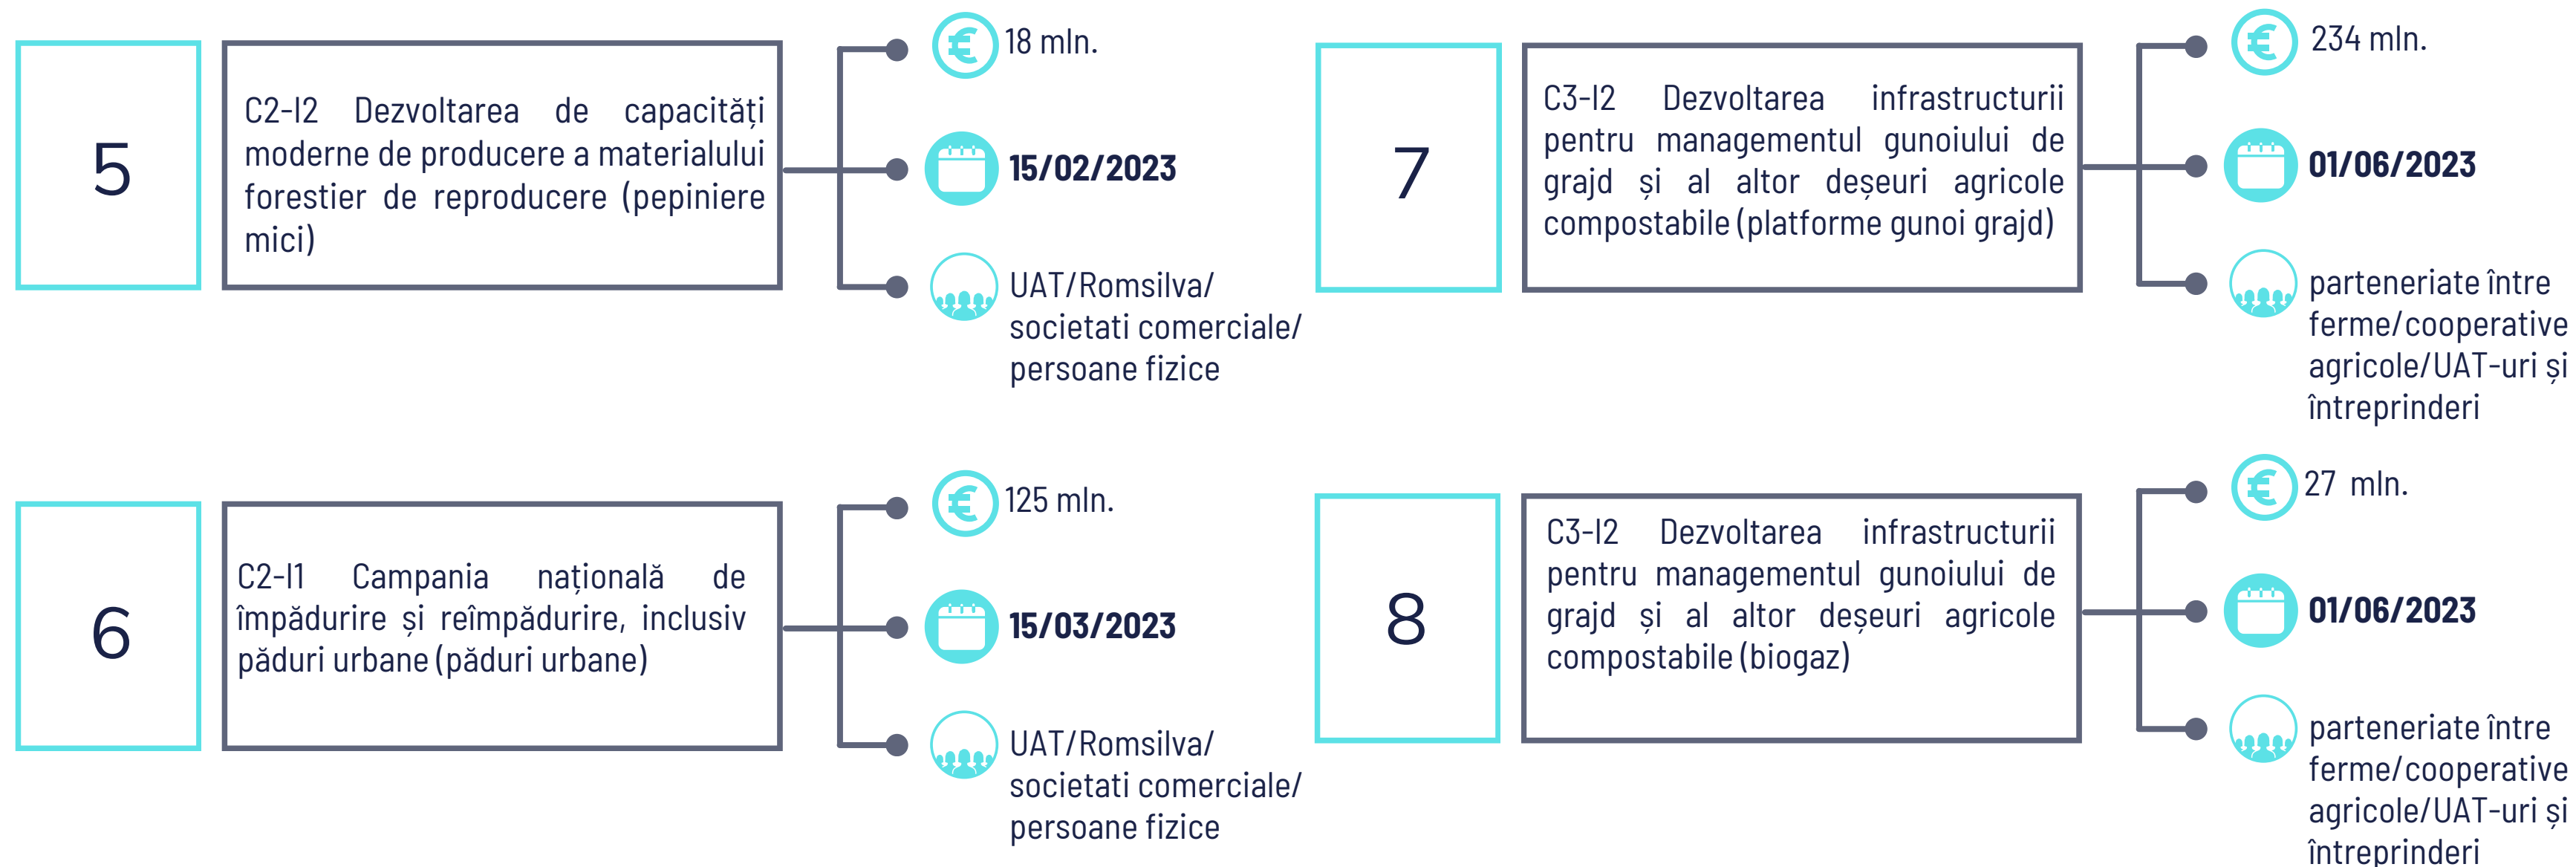 5
C2-I2 Dezvoltarea de capacități
moderne de producere a materialului
forestier de reproducere (pepiniere
mici)
€
18 mln.
15/02/2023
UAT/Romsilva/
societati comerciale/
persoane fizice
6
C2-I1 Campania națională de
împădurire și reîmpădurire, inclusiv
păduri urbane (păduri urbane)
€
125 mln.
15/03/2023
UAT/Romsilva/
societati comerciale/
persoane fizice
7
C3-I2 Dezvoltarea infrastructurii
pentru managementul gunoiului de
grajd și al altor deșeuri agricole
compostabile (platforme gunoi grajd)
€
234 mln.
01/06/2023
parteneriate între
ferme/cooperative
agricole/UAT-uri și
întreprinderi
8
C3-I2 Dezvoltarea infrastructurii
pentru managementul gunoiului de
grajd și al altor deșeuri agricole
compostabile (biogaz)
€
27 mln.
01/06/2023
parteneriate între
ferme/cooperative
agricole/UAT-uri și
întreprinderi